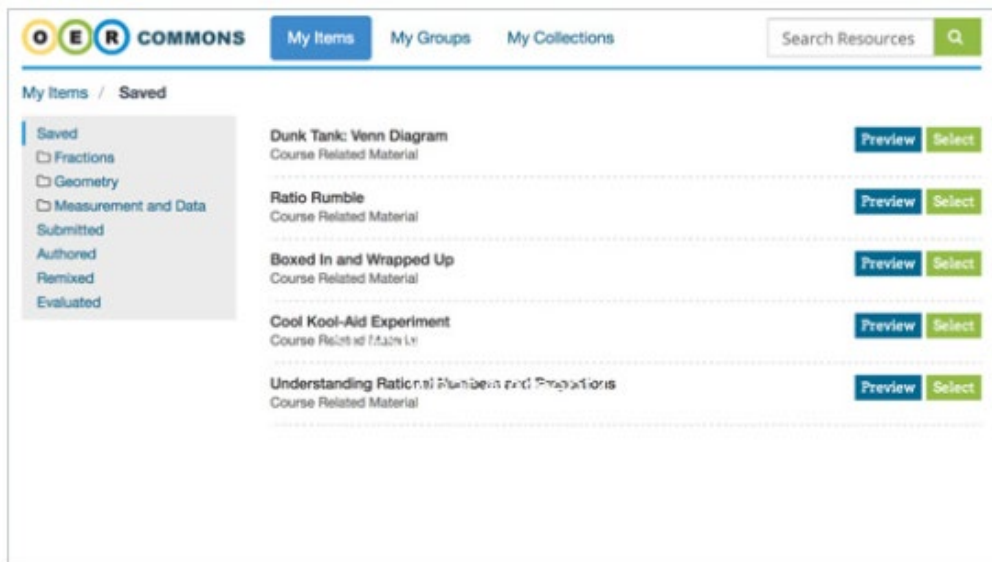 OER COMMONS My Items My Groups My Collections Search Resources
My Items / Saved
Saved
Fractions
Geometry
Measurement and Data
Submitted
Authored
Remixed
Evaluated
Dunk Tank: Venn Diagram Preview Select
Course Related Material
Ratio Rumble Preview Select
Course Related Material
Boxed In and Wrapped Up Preview Select
Course Related Material
Cool Kool-Aid Experiment Preview Select
Course
Understanding and Preview Select
Course Related Material